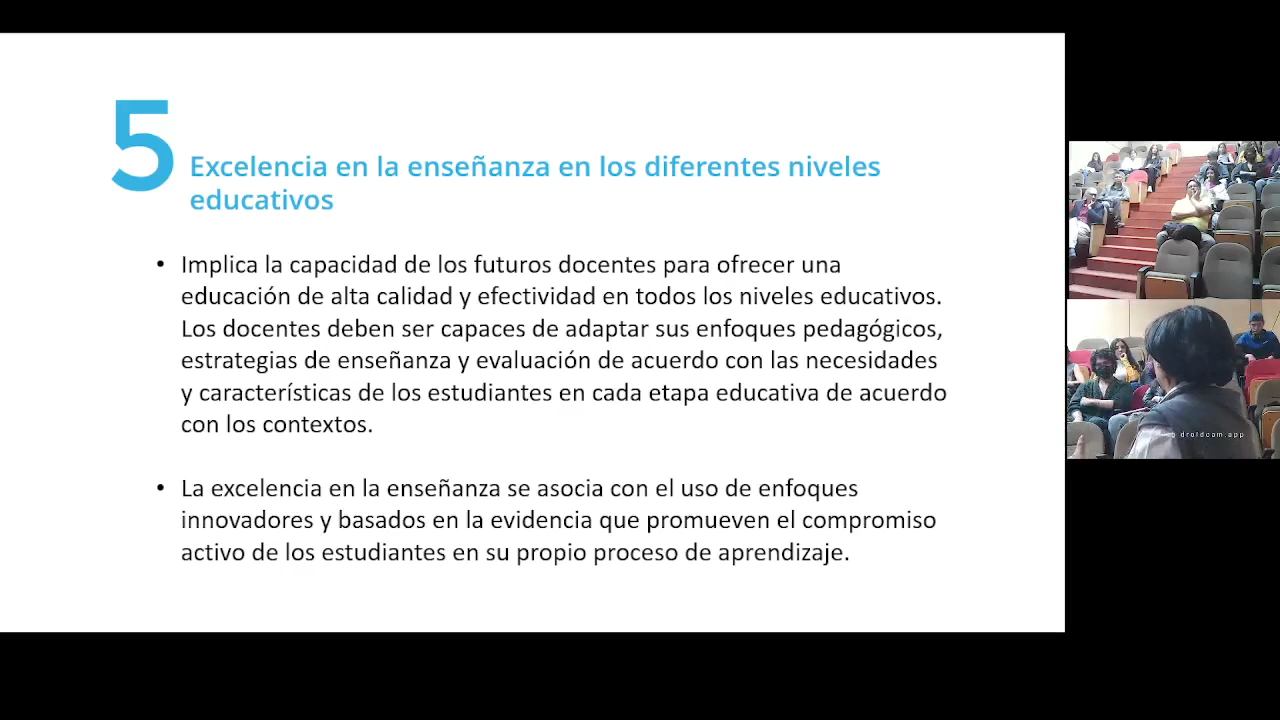 5
Excelencia en la enseñanza en los diferentes niveles
educativos
• Implica la capacidad de los futuros docentes para ofrecer una
educación de alta calidad y efectividad en todos los niveles educativos.
Los docentes deben ser capaces de adaptar sus enfoques pedagógicos,
estrategias de enseñanza y evaluación de acuerdo con las necesidades
y características de los estudiantes en cada etapa educativa de acuerdo
con los contextos.
• La excelencia en la enseñanza se asocia con el uso de enfoques
innovadores y basados en la evidencia que promueven el compromiso
activo de los estudiantes en su propio proceso de aprendizaje.
droidcam.app